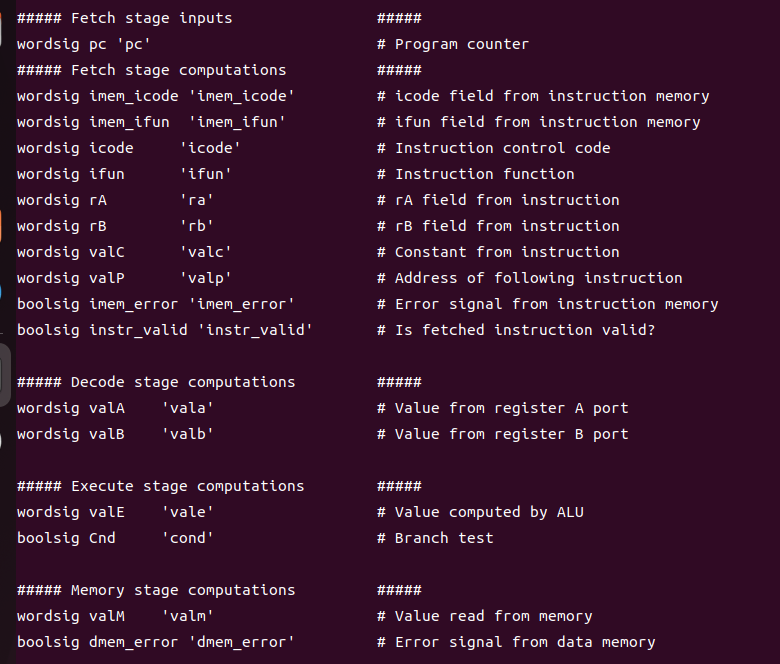 ##### Fetch stage inputs                #####
wordsig pc 'pc'                         # Program counter
##### Fetch stage computations          #####
wordsig imem_icode 'imem_icode'         # icode field from instruction memory
wordsig imem_ifun  'imem_ifun'          # ifun field from instruction memory
wordsig icode     'icode'               # Instruction control code
wordsig ifun      'ifun'                # Instruction function
wordsig rA        'ra'                  # rA field from instruction
wordsig rB        'rb'                  # rB field from instruction
wordsig valC      'valc'                # Constant from instruction
wordsig valP      'valp'                # Address of following instruction
boolsig imem_error 'imem_error'         # Error signal from instruction memory
boolsig instr_valid 'instr_valid'       # Is fetched instruction valid?

##### Decode stage computations         #####
wordsig valA    'vala'                  # Value from register A port
wordsig valB    'valb'                  # Value from register B port

##### Execute stage computations        #####
wordsig valE    'vale'                  # Value computed by ALU
boolsig Cnd     'cond'                  # Branch test

##### Memory stage computations         #####
wordsig valM    'valm'                  # Value read from memory
boolsig dmem_error 'dmem_error'         # Error signal from data memory